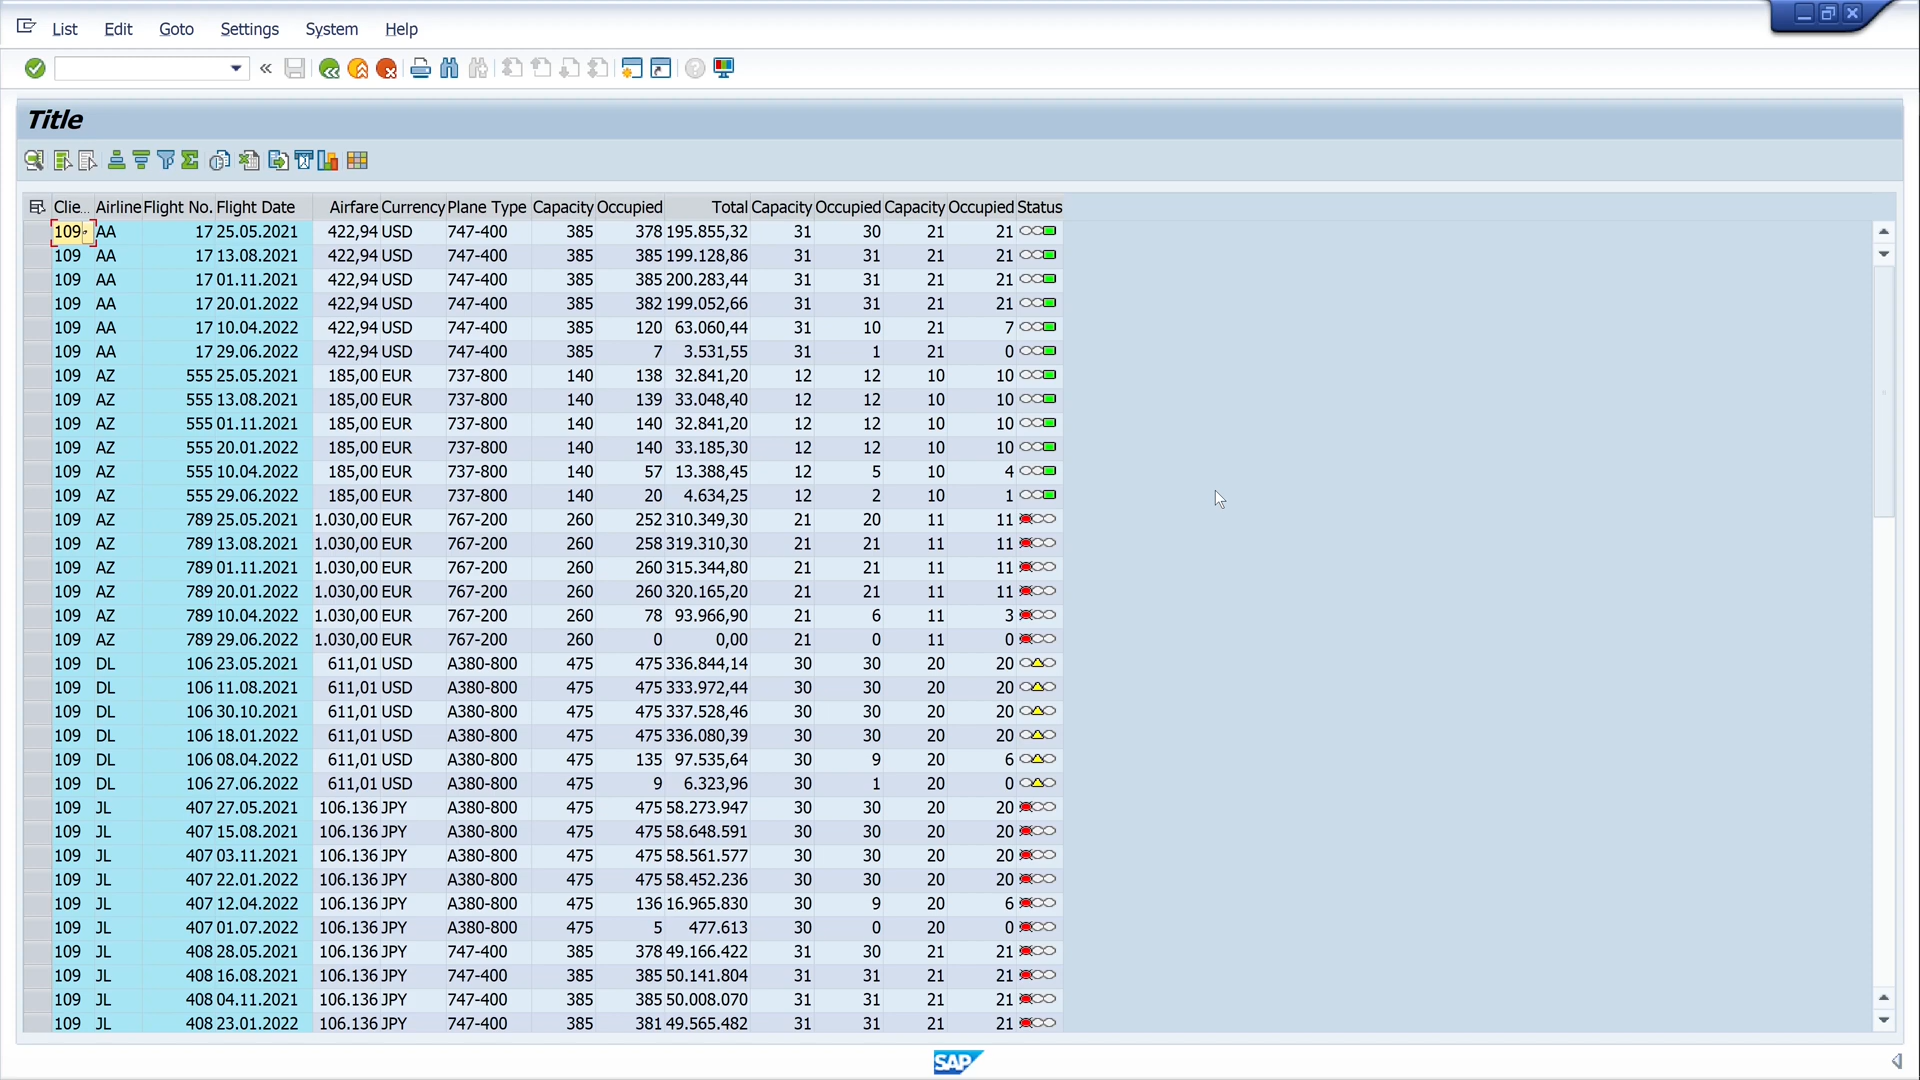 List Edit Goto Settings System Help
Title
Clie... Airline Flight No. Flight Date Airfare Currency Plane Type Capacity Occupied Total Capacity Occupied Capacity Occupied Status
109 AA 17 25.05.2021 422,94 USD 747-400 385 378 195.855,32 31 30 21 21
109 AA 17 13.08.2021 422,94 USD 747-400 385 385 199.128,86 31 31 21 21
109 AA 17 01.11.2021 422,94 USD 747-400 385 385 200.283,44 31 31 21 21
109 AA 17 20.01.2022 422,94 USD 747-400 385 382 199.052,66 31 31 21 21
109 AA 17 10.04.2022 422,94 USD 747-400 385 120 63.060,44 31 10 21 7
109 AA 17 29.06.2022 422,94 USD 747-400 385 7 3.531,55 31 1 21 0
109 AZ 555 25.05.2021 185,00 EUR 737-800 140 138 32.841,20 12 12 10 10
109 AZ 555 13.08.2021 185,00 EUR 737-800 140 139 33.048,40 12 12 10 10
109 AZ 555 01.11.2021 185,00 EUR 737-800 140 140 32.841,20 12 12 10 10
109 AZ 555 20.01.2022 185,00 EUR 737-800 140 140 33.185,30 12 12 10 10
109 AZ 555 10.04.2022 185,00 EUR 737-800 140 57 13.388,45 12 5 10 4
109 AZ 555 29.06.2022 185,00 EUR 737-800 140 20 4.634,25 12 2 10 1
109 AZ 789 25.05.2021 1.030,00 EUR 767-200 260 252 310.349,30 21 20 11 11
109 AZ 789 13.08.2021 1.030,00 EUR 767-200 260 258 319.310,30 21 21 11 11
109 AZ 789 01.11.2021 1.030,00 EUR 767-200 260 260 315.344,80 21 21 11 11
109 AZ 789 20.01.2022 1.030,00 EUR 767-200 260 260 320.165,20 21 21 11 11
109 AZ 789 10.04.2022 1.030,00 EUR 767-200 260 78 93.966,90 21 6 11 3
109 AZ 789 29.06.2022 1.030,00 EUR 767-200 260 0 0,00 21 0 11 0
109 DL 106 23.05.2021 611,01 USD A380-800 475 475 336.844,14 30 30 20 20
109 DL 106 11.08.2021 611,01 USD A380-800 475 475 333.972,44 30 30 20 20
109 DL 106 30.10.2021 611,01 USD A380-800 475 475 337.528,46 30 30 20 20
109 DL 106 18.01.2022 611,01 USD A380-800 475 475 336.080,39 30 30 20 20
109 DL 106 08.04.2022 611,01 USD A380-800 475 135 97.535,64 30 9 20 6
109 DL 106 27.06.2022 611,01 USD A380-800 475 9 6.323,96 30 1 20 0
109 JL 407 27.05.2021 106.136 JPY A380-800 475 475 58.273.947 30 30 20 20
109 JL 407 15.08.2021 106.136 JPY A380-800 475 475 58.648.591 30 30 20 20
109 JL 407 03.11.2021 106.136 JPY A380-800 475 475 58.561.577 30 30 20 20
109 JL 407 22.01.2022 106.136 JPY A380-800 475 475 58.452.236 30 30 20 20
109 JL 407 12.04.2022 106.136 JPY A380-800 475 136 16.965.830 30 9 20 6
109 JL 407 01.07.2022 106.136 JPY A380-800 475 5 477.613 30 0 20 0
109 JL 408 28.05.2021 106.136 JPY 747-400 385 378 49.166.422 31 30 21 21
109 JL 408 16.08.2021 106.136 JPY 747-400 385 385 50.141.804 31 31 21 21
109 JL 408 04.11.2021 106.136 JPY 747-400 385 385 50.008.070 31 31 21 21
109 JL 408 23.01.2022 106.136 JPY 747-400 385 381 49.565.482 31 31 21 21
SAP